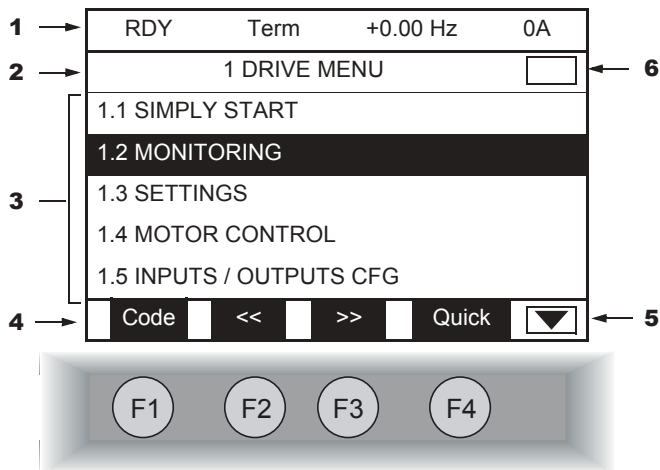 1 RDY Term +0.00 Hz 0A
2 1 DRIVE MENU 6
1.1 SIMPLY START
1.2 MONITORING
3 1.3 SETTINGS
1.4 MOTOR CONTROL
1.5 INPUTS / OUTPUTS CFG
4 Code << >> Quick 5
F1 F2 F3 F4